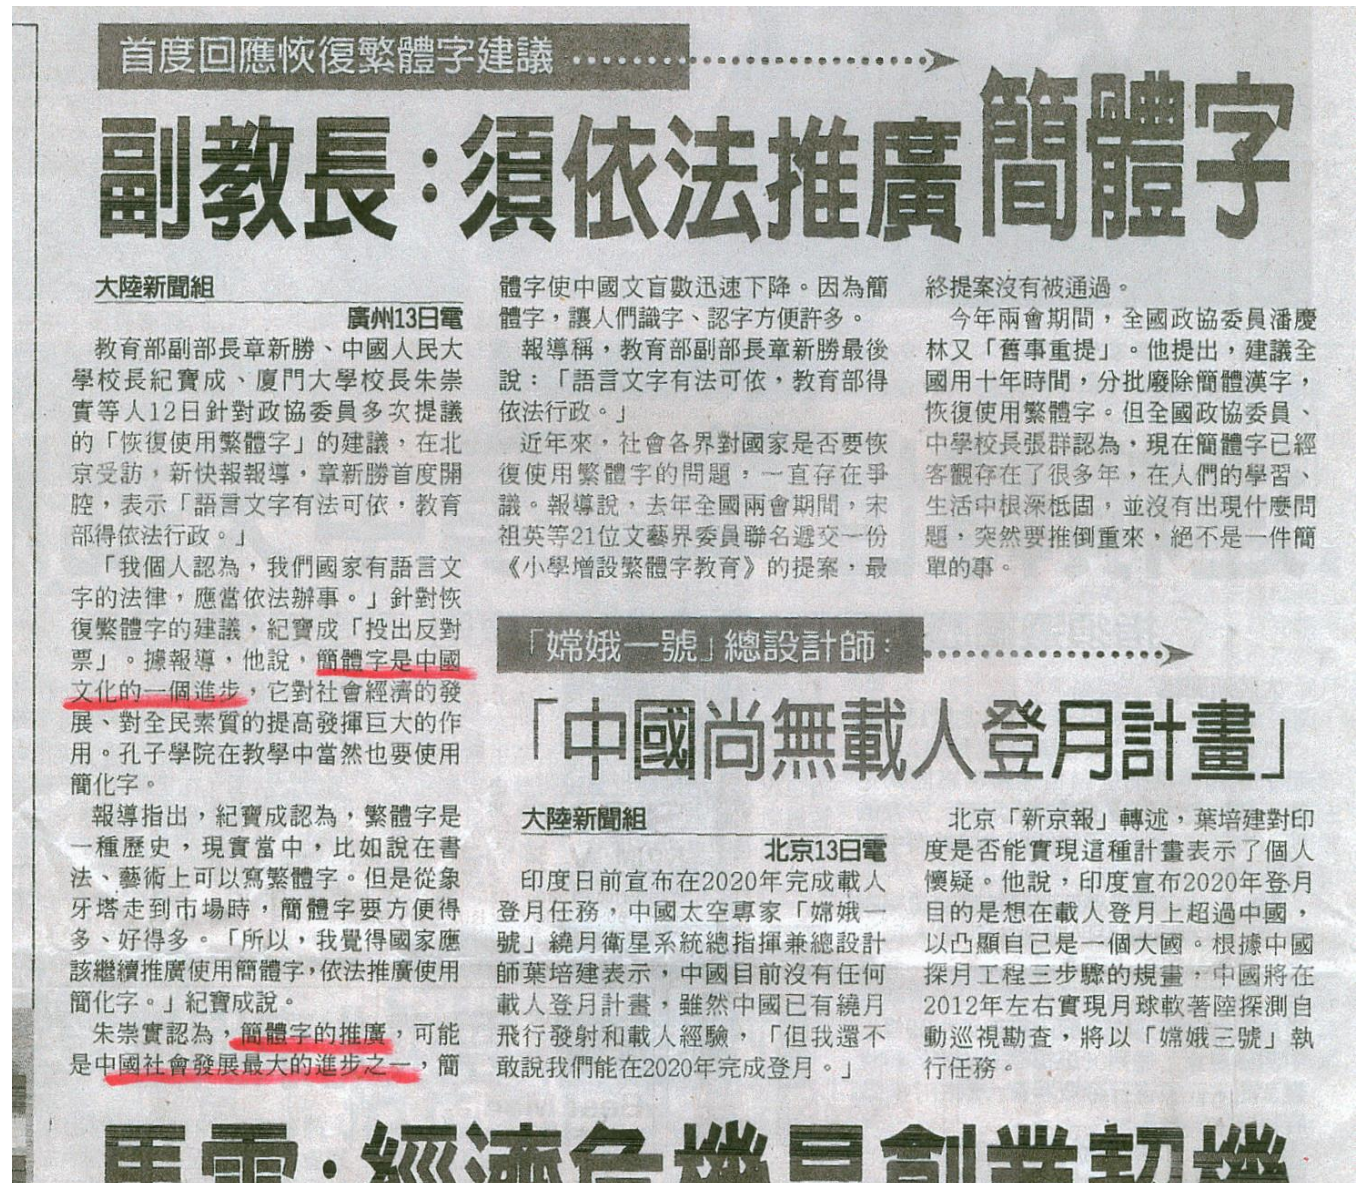 首度回應恢復繁體字建議
副教長：須依法推廣簡體字
大陸新聞組
廣州13日電
教育部副部長章新勝、中國人民大
學校長紀寶成、廈門大學校長朱崇
實等人12日針對政協委員多次提議
的「恢復使用繁體字」的建議，在北
京受訪，新快報報導，章新勝首度開
腔，表示「語言文字有法可依，教育
部得依法行政。」
「我個人認為，我們國家有語言文
字的法律，應當依法辦事。」針對恢
復繁體字的建議，紀寶成「投出反對
票」。據報導，他說，簡體字是中國
文化的一個進步，它對社會經濟的發
展、對全民素質的提高發揮巨大的作
用。孔子學院在教學中當然也要使用
簡化字。
報導指出，紀寶成認為，繁體字是
一種歷史，現實當中，比如說在書
法、藝術上可以寫繁體字。但是從象
牙塔走到市場時，簡體字要方便得
多、好得多。「所以，我覺得國家應
該繼續推廣使用簡體字，依法推廣使用
簡化字。」紀寶成說。
朱崇實認為，簡體字的推廣，可能
是中國社會發展最大的進步之一，簡
體字使中國文盲數迅速下降。因為簡
體字，讓人們識字、認字方便許多。
報導稱，教育部副部長章新勝最後
說：「語言文字有法可依，教育部得
依法行政。」
近年來，社會各界對國家是否要恢
復使用繁體字的問題，一直存在爭
議。報導說，去年全國兩會期間，宋
祖英等21位文藝界委員聯名遞交一份
《小學增設繁體字教育》的提案，最
終提案沒有被通過。
今年兩會期間，全國政協委員潘慶
林又「舊事重提」。他提出，建議全
國用十年時間，分批廢除簡體漢字，
恢復使用繁體字。但全國政協委員、
中學校長張群認為，現在簡體字已經
客觀存在了很多年，在人們的學習、
生活中根深柢固，並沒有出現什麼問
題，突然要推倒重來，絕不是一件簡
單的事。
「嫦娥一號」總設計師：
「中國尚無載人登月計畫」
大陸新聞組
北京13日電
印度日前宣布在2020年完成載人
登月任務，中國太空專家「嫦娥一
號」繞月衛星系統總指揮兼總設計
師葉培建表示，中國目前沒有任何
載人登月計畫，雖然中國已有繞月
飛行發射和載人經驗，「但我還不
敢說我們能在2020年完成登月。」
北京「新京報」轉述，葉培建對印
度是否能實現這種計畫表示了個人
懷疑。他說，印度宣布2020年登月
目的是想在載人登月上超過中國，
以凸顯自己是一個大國。根據中國
探月工程三步驟的規畫，中國將在
2012年左右實現月球軟著陸探測自
動巡視勘查，將以「嫦娥三號」執
行任務。
馬雲：經濟危機是創業契機